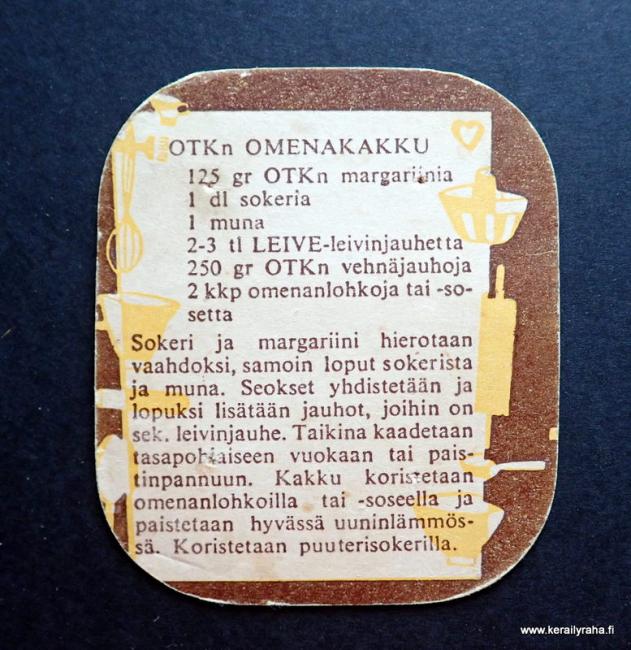 OTKn OMENAKAKKU
125 gr OTKn margariinia
1 dl sokeria
1 muna
2-3 tl LEIVE-leivinjauhetta
250 gr OTKn vehnäjauhoja
2 kkp omenanlohkoja tai -so-
setta
Sokeri ja margariini hierotaan
vaahdoksi, samoin loput sokerista
ja muna. Seokset yhdistetään ja
lopuksi lisätään jauhot, joihin on
sek. leivinjauhe. Taikina kaadetaan
tasapohjaiseen vuokaan tai pais-
tinpannuun. Kakku koristetaan
omenanlohkoilla tai -soseella ja
paistetaan hyvässä uuninlämmös-
sä. Koristetaan puuterisokerilla.
www.kerailyraha.fi